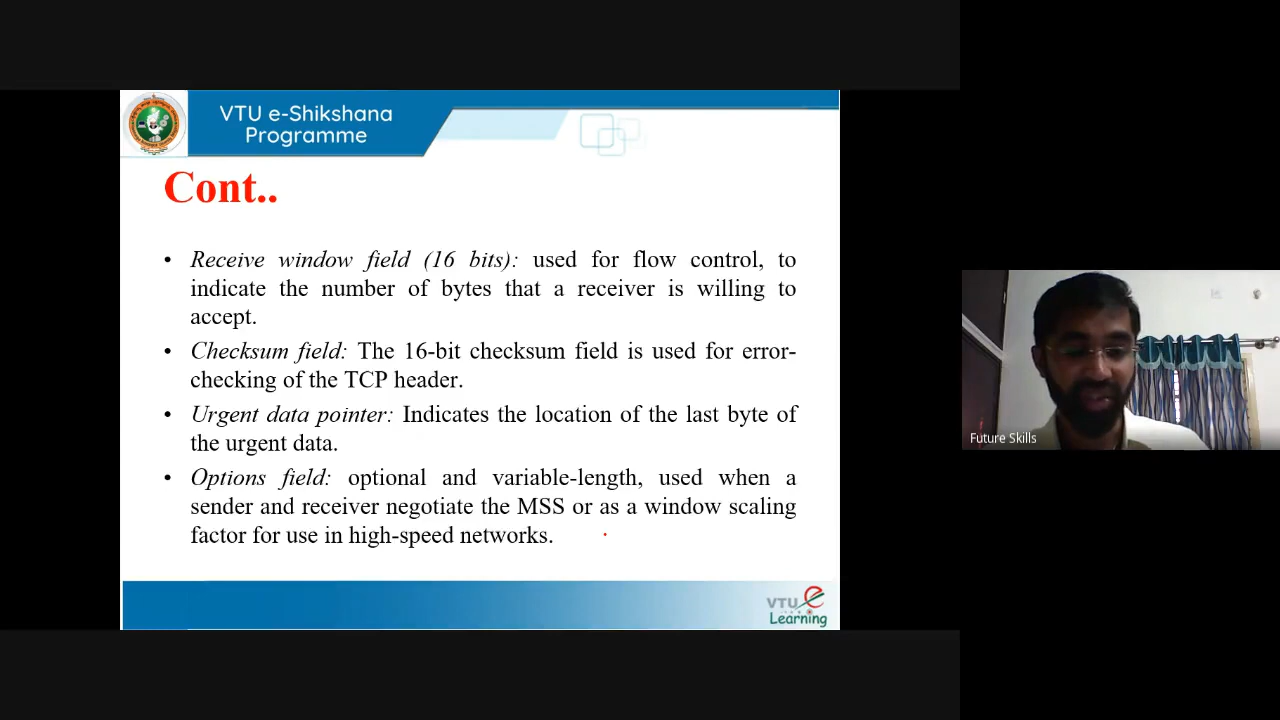 VTU e-Shikshana
Programme
Cont..
• Receive window field (16 bits): used for flow control, to
indicate the number of bytes that a receiver is willing to
accept.
• Checksum field: The 16-bit checksum field is used for error-
checking of the TCP header.
• Urgent data pointer: Indicates the location of the last byte of
the urgent data.
• Options field: optional and variable-length, used when a
sender and receiver negotiate the MSS or as a window scaling
factor for use in high-speed networks.
Future Skills
VTU e
Learning